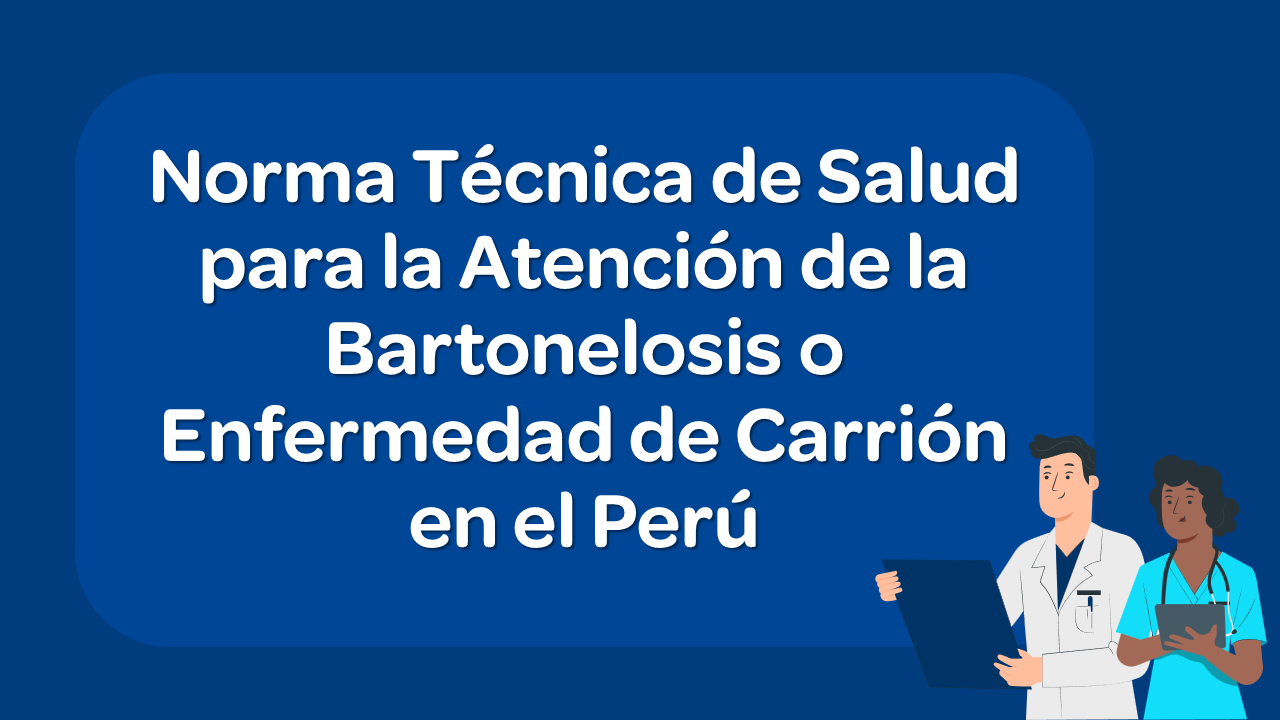 Norma Técnica de Salud
para la Atención de la
Bartonelosis o
Enfermedad de Carrión
en el Perú